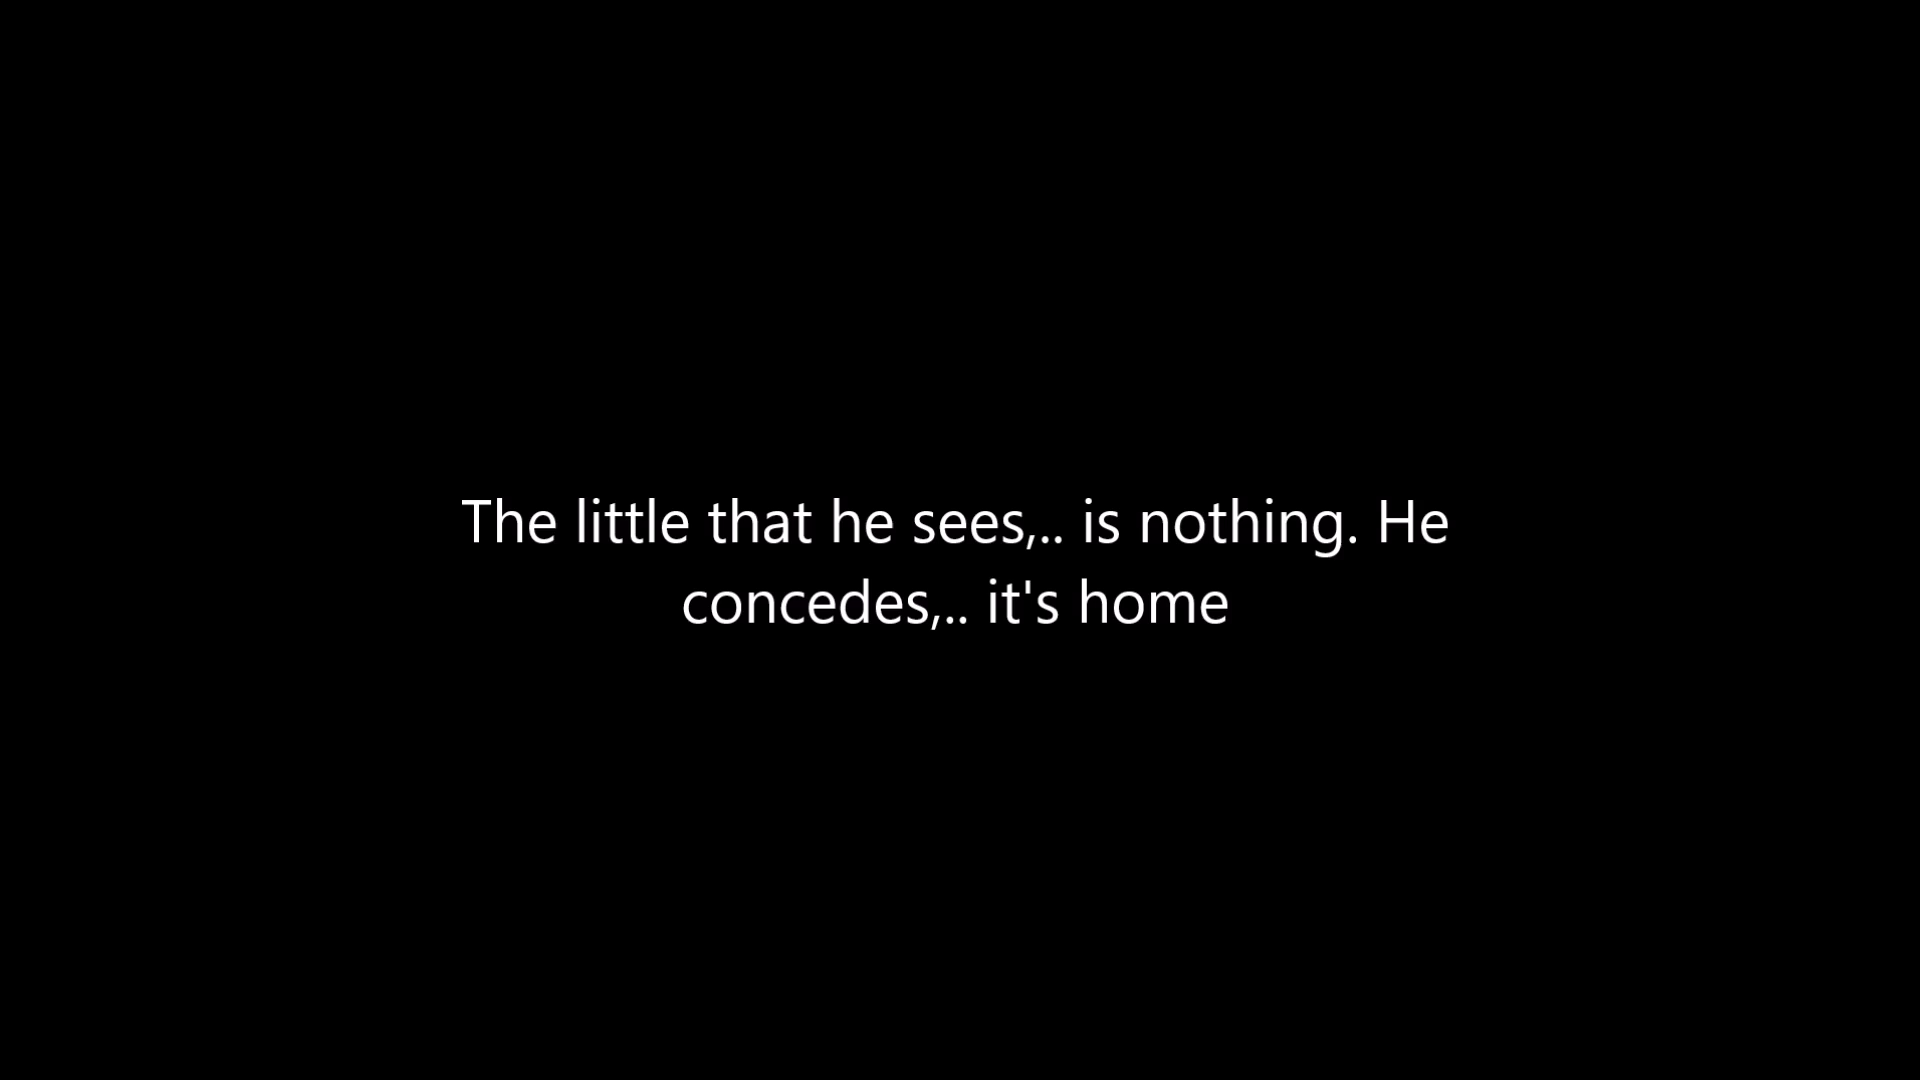 The little that he sees,.. is nothing. He
concedes,.. it's home